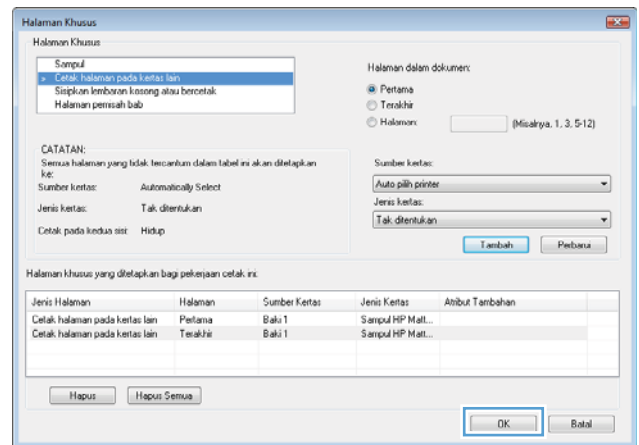 Halaman Khusus
Halaman Khusus
Sampul
> Cetak halaman pada kertas lain
Sisipkan lembaran kosong atau bercetak
Halaman pemisah bab
Halaman dalam dokumen:
Pertama
Terakhir
Halaman: (Misalnya. 1, 3, 5-12)
CATATAN:
Semua halaman yang tidak tercantum dalam tabel ini akan ditetapkan
ke:
Sumber kertas: Automatically Select
Jenis kertas: Tak ditentukan
Cetak pada kedua sisi: Hidup
Sumber kertas:
Auto pilih printer
Jenis kertas:
Tak ditentukan
Tambah Perbarui
Halaman khusus yang ditetapkan bagi pekerjaan cetak ini:
Jenis Halaman Halaman Sumber Kertas Jenis Kertas Atribut Tambahan
Cetak halaman pada kertas lain Pertama Baki 1 Sampul HP Matt...
Cetak halaman pada kertas lain Terakhir Baki 1 Sampul HP Matt...
Hapus Hapus Semua
OK Batal